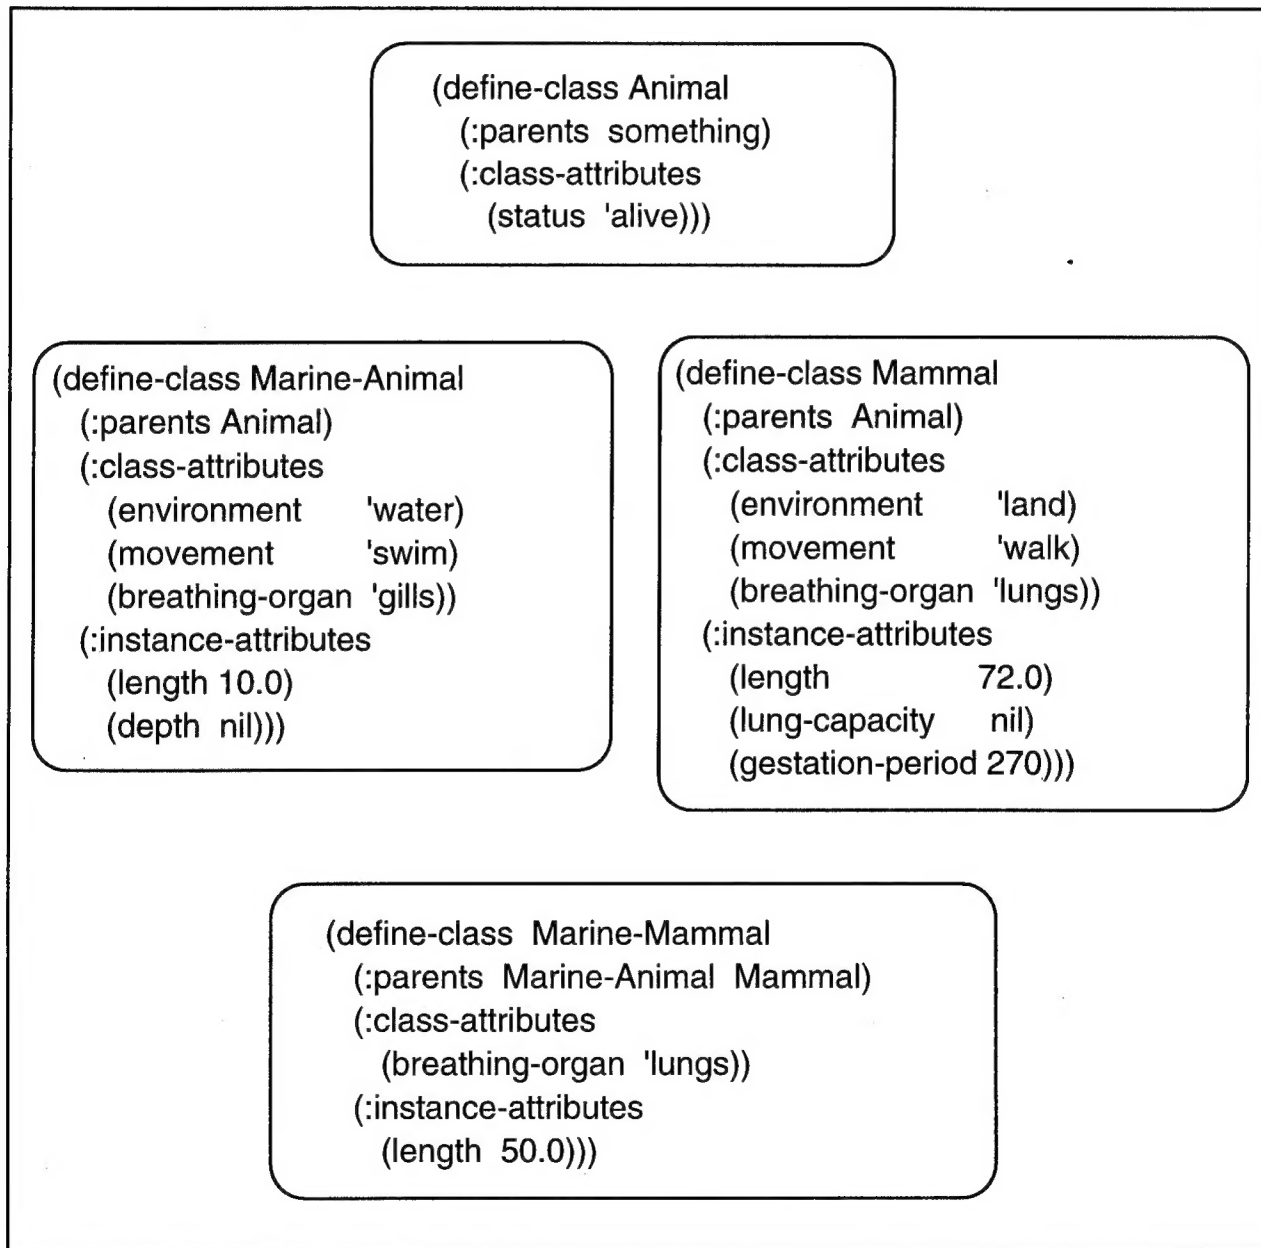 (define-class Animal
(:parents something)
(:class-attributes
(status 'alive)))
(define-class Marine-Animal
(:parents Animal)
(:class-attributes
(environment 'water)
(movement 'swim)
(breathing-organ 'gills))
(:instance-attributes
(length 10.0)
(depth nil)))
(define-class Mammal
(:parents Animal)
(:class-attributes
(environment 'land)
(movement 'walk)
(breathing-organ 'lungs))
(:instance-attributes
(length 72.0)
(lung-capacity nil)
(gestation-period 270)))
(define-class Marine-Mammal
(:parents Marine-Animal Mammal)
(:class-attributes
(breathing-organ 'lungs))
(:instance-attributes
(length 50.0)))